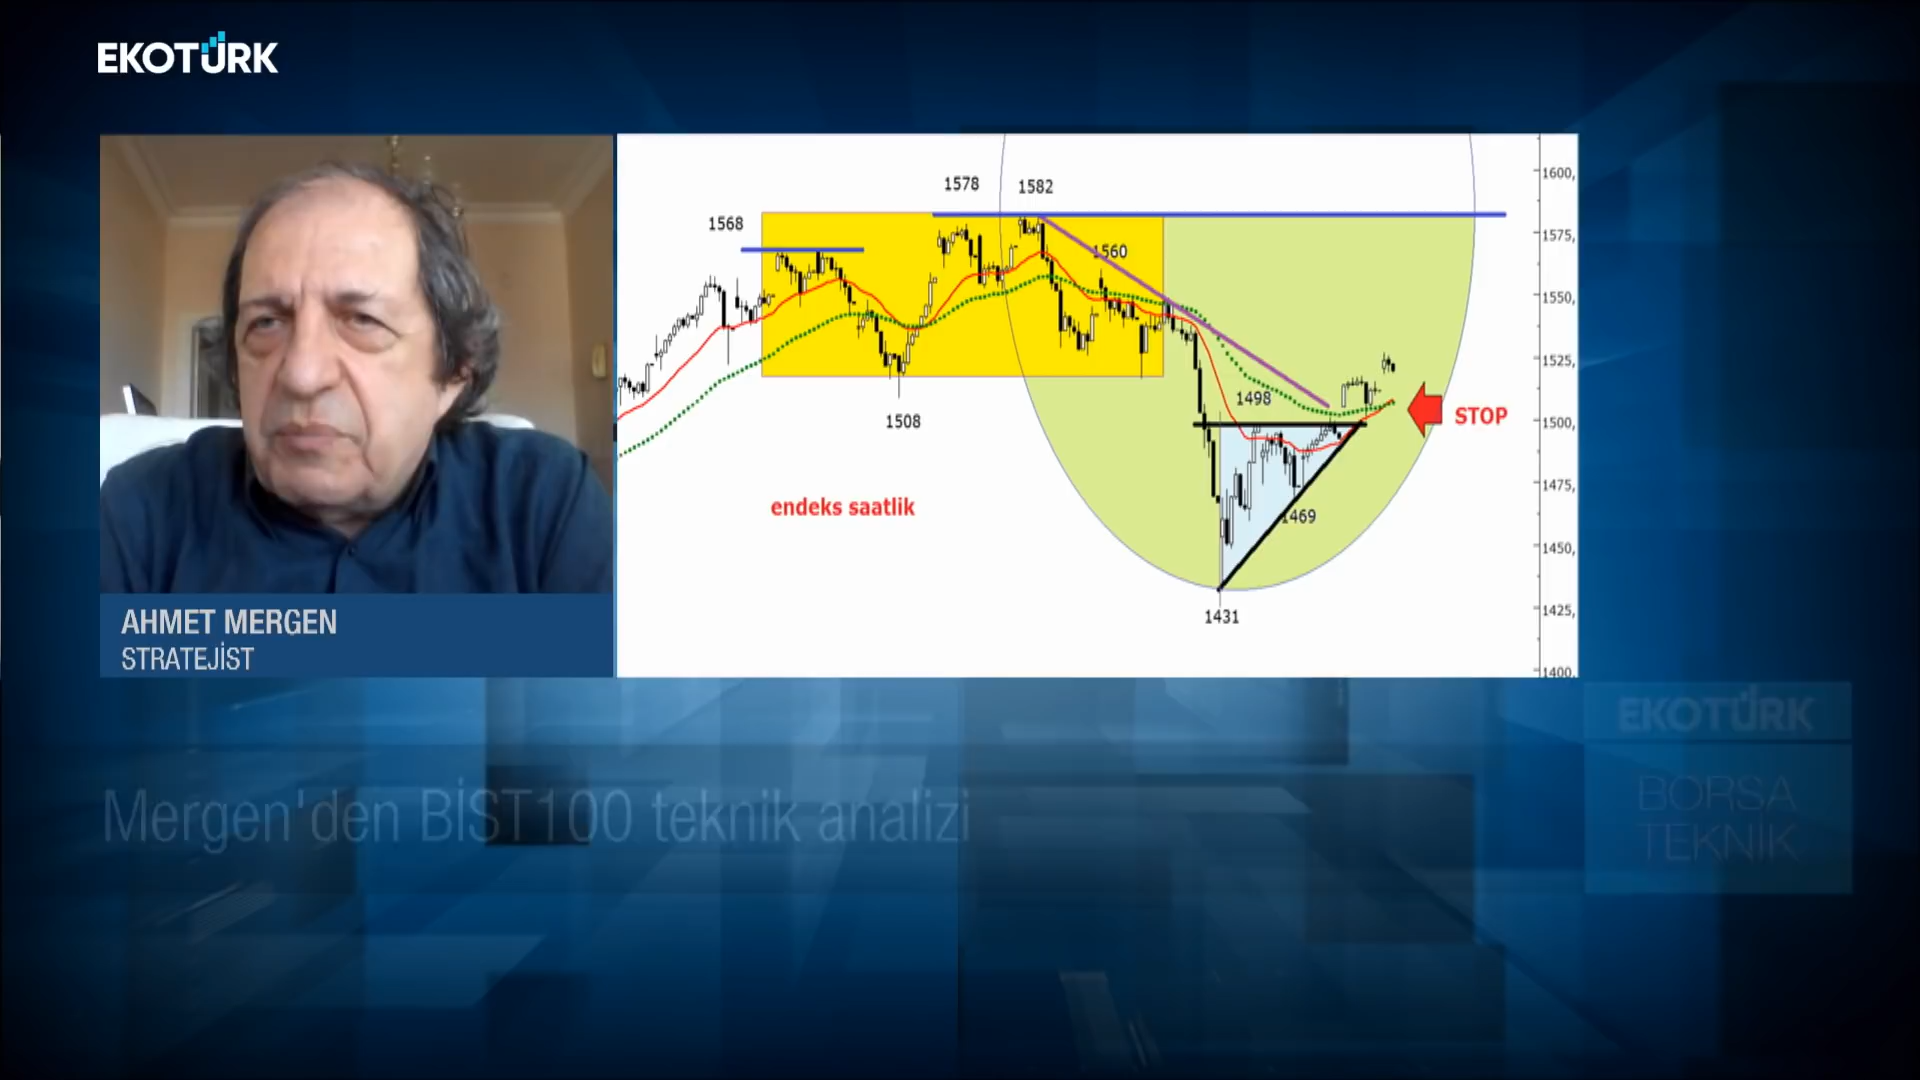 EKOTÜRK
AHMET MERGEN
STRATEJİST
1568
1578
1582
1560
1508
1498
1469
1431
endeks saatlik
STOP
1600,
1575,
1550,
1525,
1500,
1475,
1450,
1425,
1400,
Mergen'den BİST100 teknik analizi
EKOTÜRK
BORSA
TEKNİK